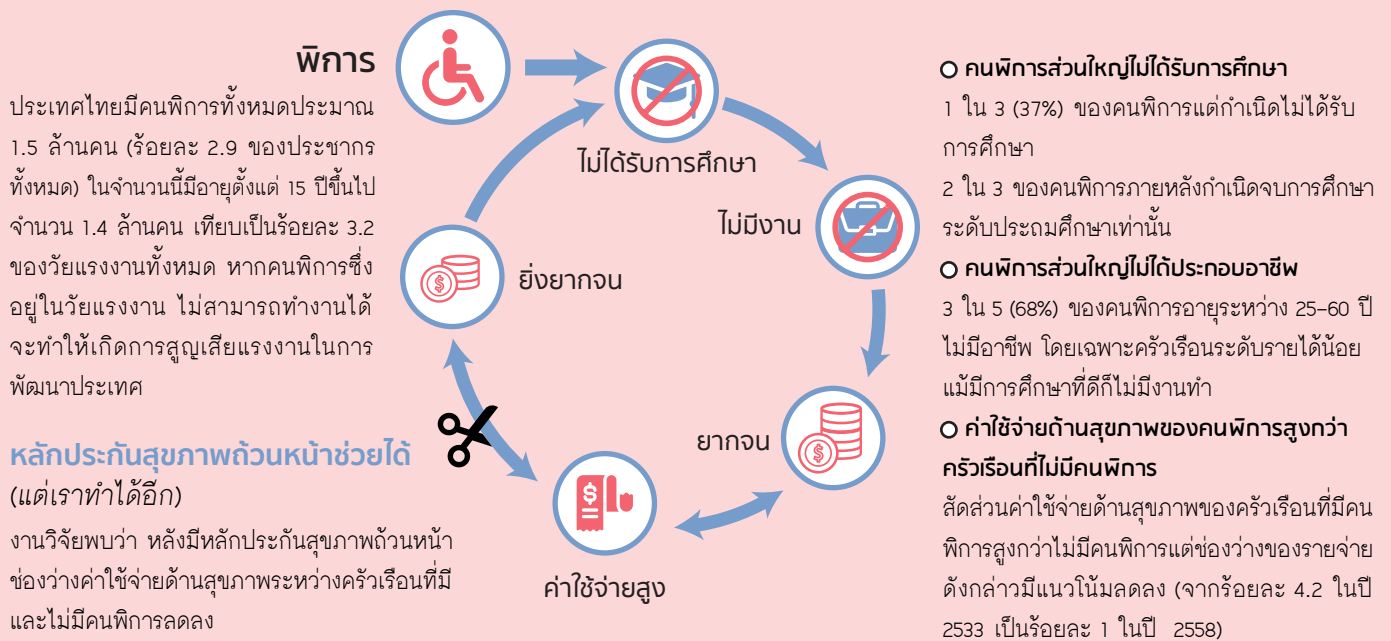 พิการ
ประเทศไทยมีคนพิการทั้งหมดประมาณ
1.5 ล้านคน (ร้อยละ 2.9 ของประชากร
ทั้งหมด) ในจำนวนนี้มีอายุตั้งแต่ 15 ปีขึ้นไป
จำนวน 1.4 ล้านคน เทียบเป็นร้อยละ 3.2
ของวัยแรงงานทั้งหมด หากคนพิการซึ่ง
อยู่ในวัยแรงงาน ไม่สามารถทำงานได้
จะทำให้เกิดการสูญเสียแรงงานในการ
พัฒนาประเทศ
หลักประกันสุขภาพถ้วนหน้าช่วยได้
(แต่เราทำได้อีก)
งานวิจัยพบว่า หลังมีหลักประกันสุขภาพถ้วนหน้า
ช่องว่างค่าใช้จ่ายด้านสุขภาพระหว่างครัวเรือนที่มี
และไม่มีคนพิการลดลง
ไม่ได้รับการศึกษา
ไม่มีงาน
ยากจน
ค่าใช้จ่ายสูง
ยิ่งยากจน
คนพิการส่วนใหญ่ไม่ได้รับการศึกษา
1 ใน 3 (37%) ของคนพิการแต่กำเนิดไม่ได้รับ
การศึกษา
2 ใน 3 ของคนพิการภายหลังกำเนิดจบการศึกษา
ระดับประถมศึกษาเท่านั้น
คนพิการส่วนใหญ่ไม่ได้ประกอบอาชีพ
3 ใน 5 (68%) ของคนพิการอายุระหว่าง 25–60 ปี
ไม่มีอาชีพ โดยเฉพาะครัวเรือนระดับรายได้น้อย
แม้มีการศึกษาที่ดีก็ไม่มีงานทำ
ค่าใช้จ่ายด้านสุขภาพของคนพิการสูงกว่า
ครัวเรือนที่ไม่มีคนพิการ
สัดส่วนค่าใช้จ่ายด้านสุขภาพของครัวเรือนที่มีคน
พิการสูงกว่าไม่มีคนพิการแต่ช่องว่างของรายจ่าย
ดังกล่าวมีแนวโน้มลดลง (จากร้อยละ 4.2 ในปี
2533 เป็นร้อยละ 1 ในปี 2558)